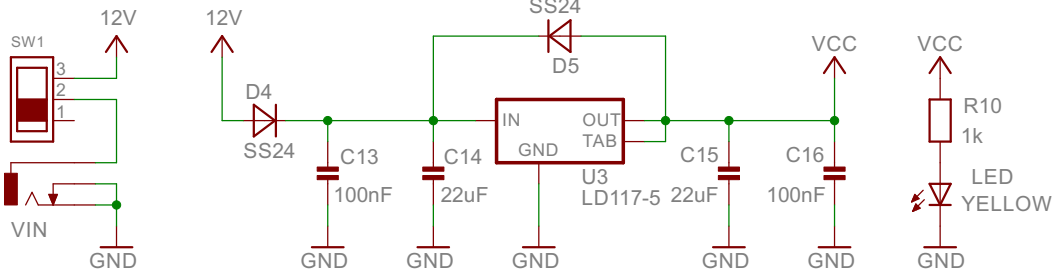 SW1
3
2
1
12V
VIN
GND
12V
D4
SS24
C13
100nF
GND
C14
22uF
GND
SS24
D5
IN
OUT
TAB
GND
U3
LD117-5
GND
C15
22uF
GND
VCC
C16
100nF
GND
VCC
R10
1k
LED
YELLOW
GND